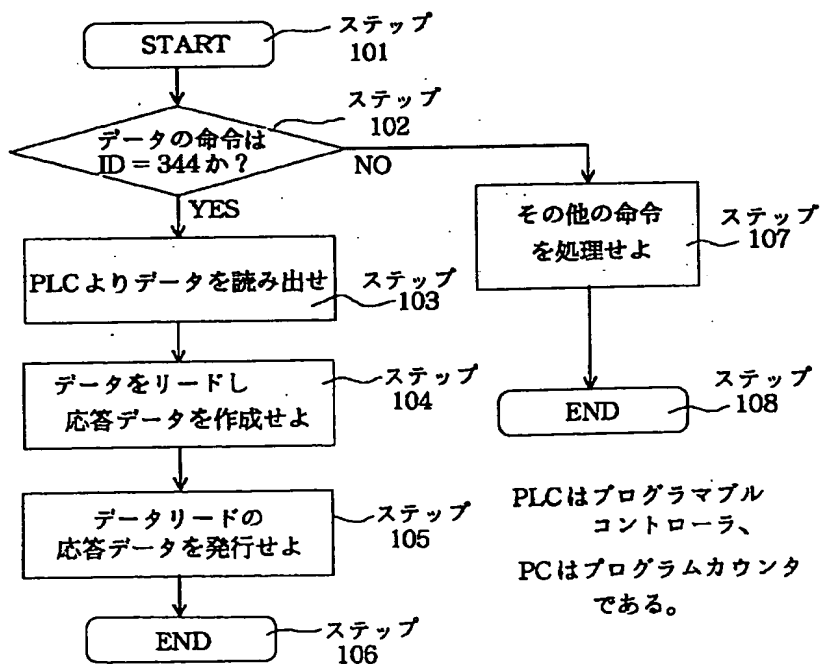 START
ステップ
101
データの命令は
ID=344か?
ステップ
102
NO
YES
PLCよりデータを読み出せ
ステップ
103
データをリードし
応答データを作成せよ
ステップ
104
データリードの
応答データを発行せよ
ステップ
105
END
ステップ
106
その他の命令
を処理せよ
ステップ
107
END
ステップ
108
PLCはプログラマブル
コントローラ、
PCはプログラムカウンタ
である。